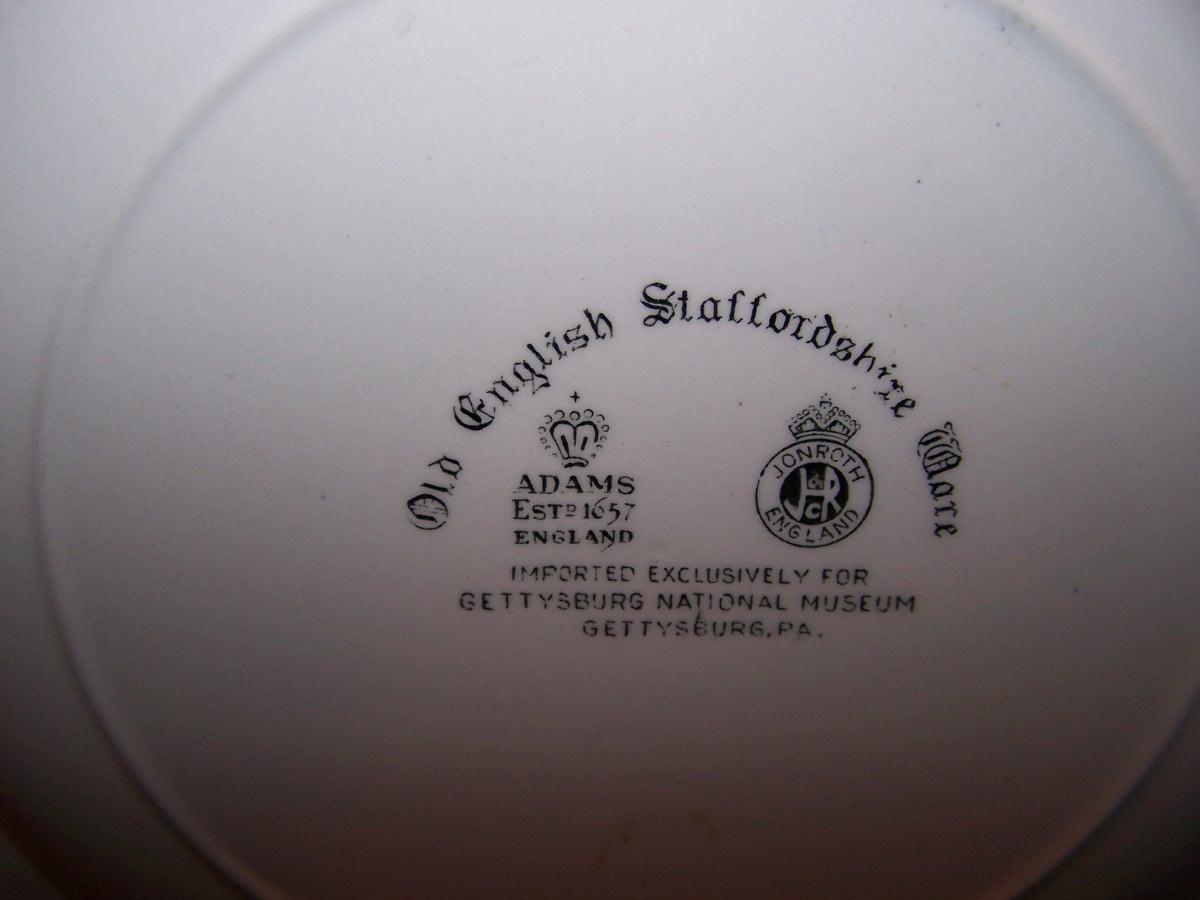 Old English Staffordshire Ware
ADAMS
ESTD 1657
ENGLAND
JONROTH
J&R
ENGLAND
IMPORTED EXCLUSIVELY FOR
GETTYSBURG NATIONAL MUSEUM
GETTYSBURG, PA.